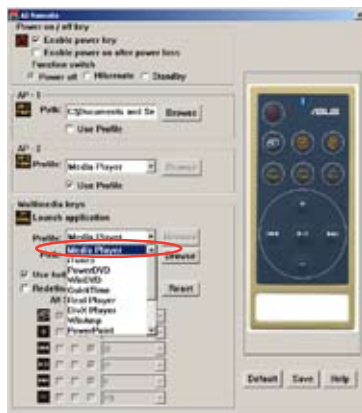 AI Remote
Power on / off key
Enable power key
Enable power on after power loss
Function switch
Power off Hibernate Standby
AP - 1
Path: C:\Documents and Se Browse
Use Profile
Profile: Media Player Browse
Use Profile
Multimedia keys
Launch application
Profile: Media Player Browse
Media Player
iTunes
PowerDVD
WinDVD
QuickTime
Real Player
DivX Player
WinAmp
PowerPoint
Browse
Reset
ASUS
Default Save Help